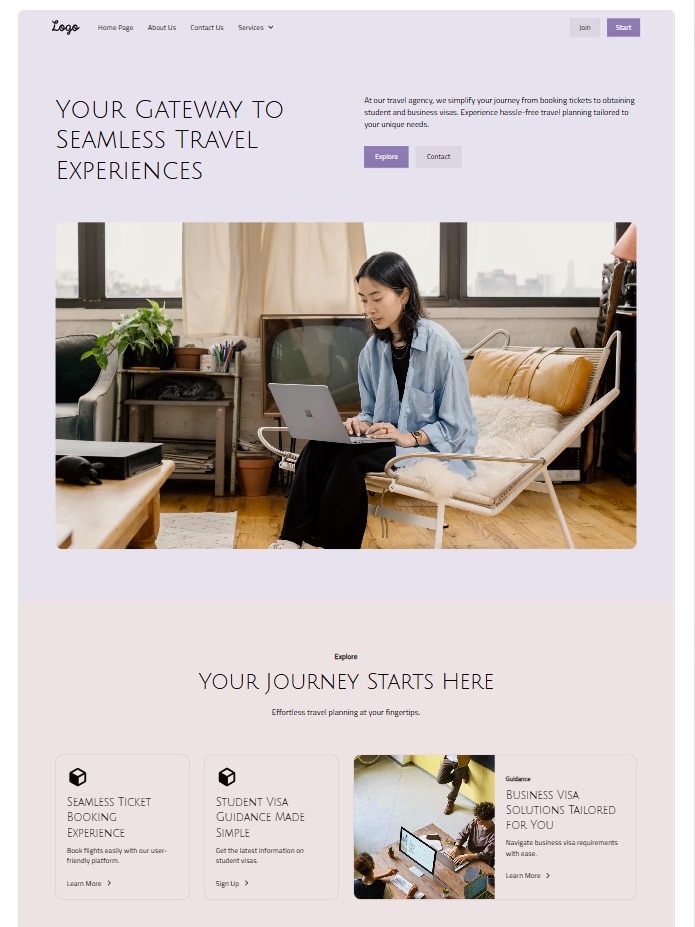 Logo
Home Page
About Us
Contact Us
Services
Join
Start
Your Gateway to
Seamless Travel
Experiences
At our travel agency, we simplify your journey from booking tickets to obtaining
student and business visas. Experience hassle-free travel planning tailored to
your unique needs.
Explore
Contact
Explore
Your Journey Starts Here
Effortless travel planning at your fingertips.
Seamless Ticket
Booking
Experience
Book flights easily with our user-
friendly platform.
Learn More
Student Visa
Guidance Made
Simple
Get the latest information on
student visas.
Sign Up
Guidance
Business Visa
Solutions Tailored
for You
Navigate business visa requirements
with ease.
Learn More